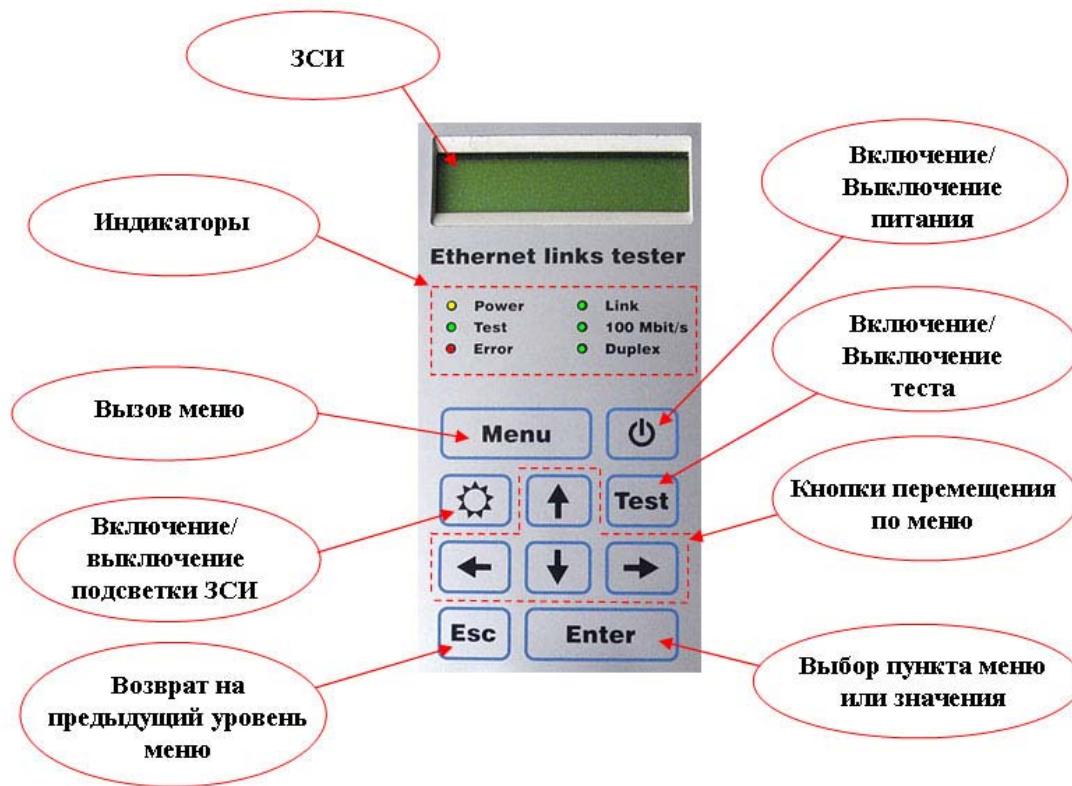 ЗСИ
Включение/
Выключение
питания
Индикаторы
Ethernet links tester
Power
Link
Test
100 Mbit/s
Error
Duplex
Включение/
Выключение
теста
Вызов меню
Menu
Test
Кнопки перемещения
по меню
Включение/
выключение
подсветки ЗСИ
Esc
Enter
Возврат на
предыдущий уровень
меню
Выбор пункта меню
или значения